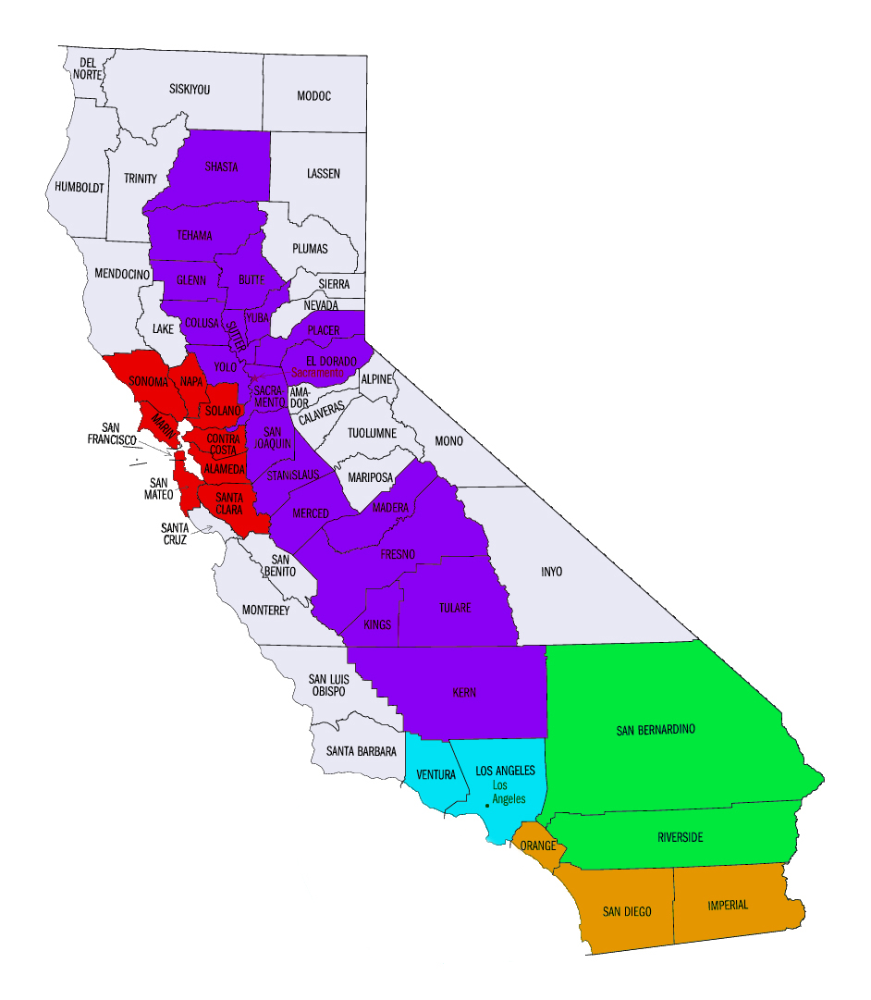 DEL
NORTE
SISKIYOU
MODOC
SHASTA
LASSEN
TRINITY
HUMBOLDT
TEHAMA
PLUMAS
MENDOCINO
GLENN
BUTTE
SIERRA
NEVADA
YUBA
COLUSA
SUTTER
LAKE
PLACER
YOLO
EL DORADO
Sacramento
ALPINE
SONOMA
NAPA
SACRA-
MENTO
AMA-
DOR
SOLANO
CALAVERAS
MARIN
SAN
FRANCISCO
CONTRA
COSTA
SAN
JOAQUIN
TUOLUMNE
MONO
ALAMEDA
STANISLAUS
MARIPOSA
SAN
MATEO
SANTA
CLARA
MERCED
MADERA
SANTA
CRUZ
FRESNO
SAN
BENITO
INYO
MONTEREY
KINGS
TULARE
SAN LUIS
OBISPO
KERN
SAN BERNARDINO
SANTA BARBARA
VENTURA
LOS ANGELES
Los
Angeles
ORANGE
RIVERSIDE
SAN DIEGO
IMPERIAL